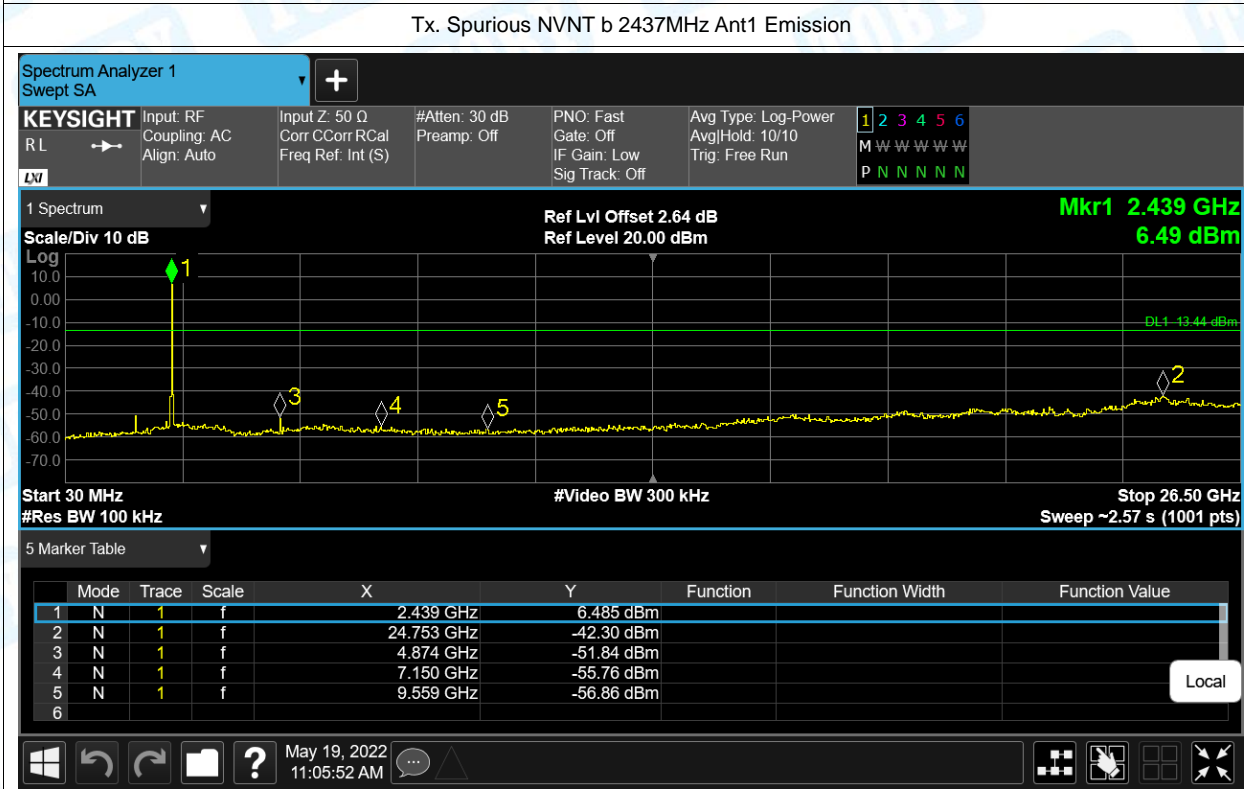 Tx. Spurious NVNT b 2437MHz Ant1 Emission
Spectrum Analyzer 1
Swept SA
KEYSIGHT
RL
LXI
Input: RF
Coupling: AC
Align: Auto
Input Z: 50 Ω
Corr CCorr RCal
Freq Ref: Int (S)
#Atten: 30 dB
Preamp: Off
PNO: Fast
Gate: Off
IF Gain: Low
Sig Track: Off
Avg Type: Log-Power
Avg|Hold: 10/10
Trig: Free Run
1 2 3 4 5 6
M W W W W W
P N N N N N
1 Spectrum
Scale/Div 10 dB
Ref Lvl Offset 2.64 dB
Ref Level 20.00 dBm
Mkr1 2.439 GHz
6.49 dBm
Log
10.0
0.00
-10.0
-20.0
-30.0
-40.0
-50.0
-60.0
-70.0
1
DL1 -13.44 dBm
2
3
4
5
Start 30 MHz
#Res BW 100 kHz
#Video BW 300 kHz
Stop 26.50 GHz
Sweep ~2.57 s (1001 pts)
5 Marker Table
Mode Trace Scale X Y Function Function Width Function Value
1 N 1 f 2.439 GHz 6.485 dBm
2 N 1 f 24.753 GHz -42.30 dBm
3 N 1 f 4.874 GHz -51.84 dBm
4 N 1 f 7.150 GHz -55.76 dBm
5 N 1 f 9.559 GHz -56.86 dBm
6
Local
?
May 19, 2022
11:05:52 AM